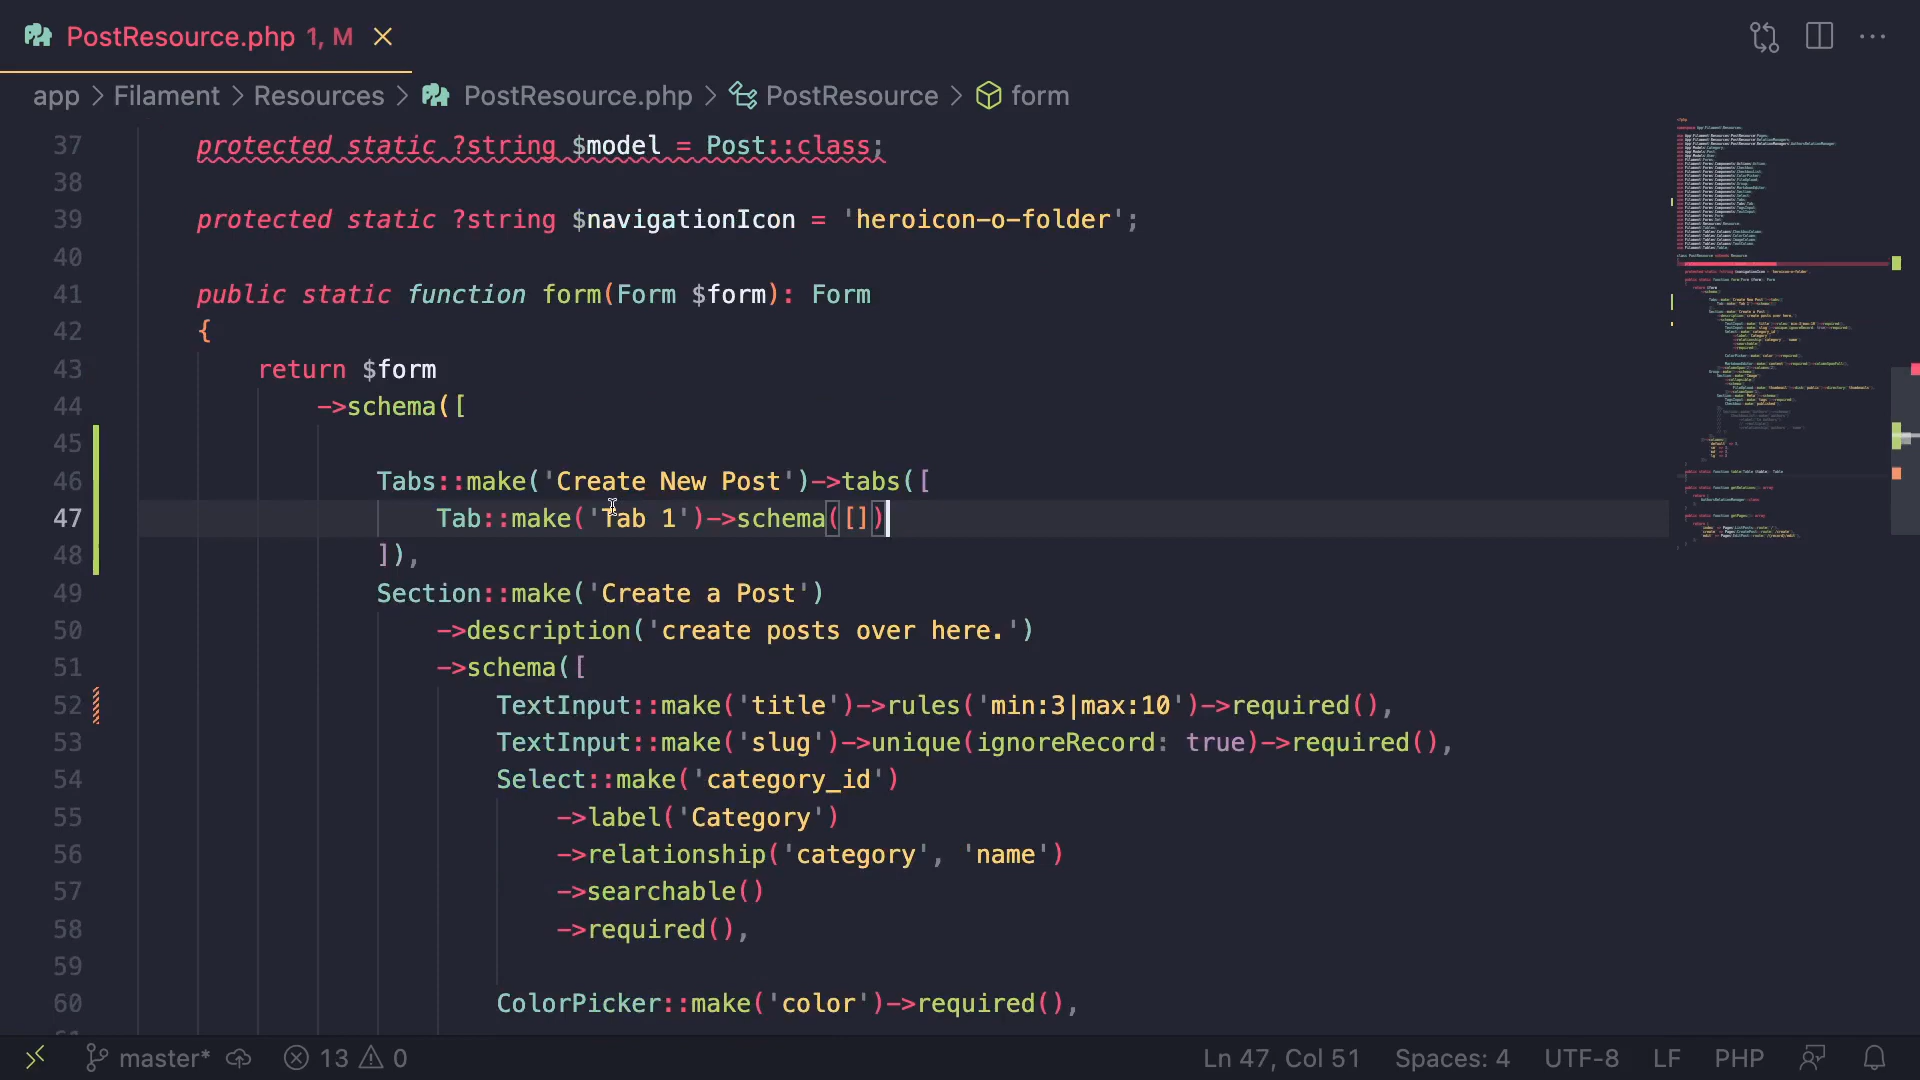 PostResource.php 1, M
app > Filament > Resources > PostResource.php > PostResource > form
37 protected static ?string $model = Post::class;
38
39 protected static ?string $navigationIcon = 'heroicon-o-folder';
40
41 public static function form(Form $form): Form
42 {
43 return $form
44 ->schema([
45
46 Tabs::make('Create New Post')->tabs([
47 Tab::make('Tab 1')->schema([])
48 ]),
49 Section::make('Create a Post')
50 ->description('create posts over here.')
51 ->schema([
52 TextInput::make('title')->rules('min:3|max:10')->required(),
53 TextInput::make('slug')->unique(ignoreRecord: true)->required(),
54 Select::make('category_id')
55 ->label('Category')
56 ->relationship('category', 'name')
57 ->searchable()
58 ->required(),
59
60 ColorPicker::make('color')->required(),
master* 13 0 Ln 47, Col 51 Spaces: 4 UTF-8 LF PHP